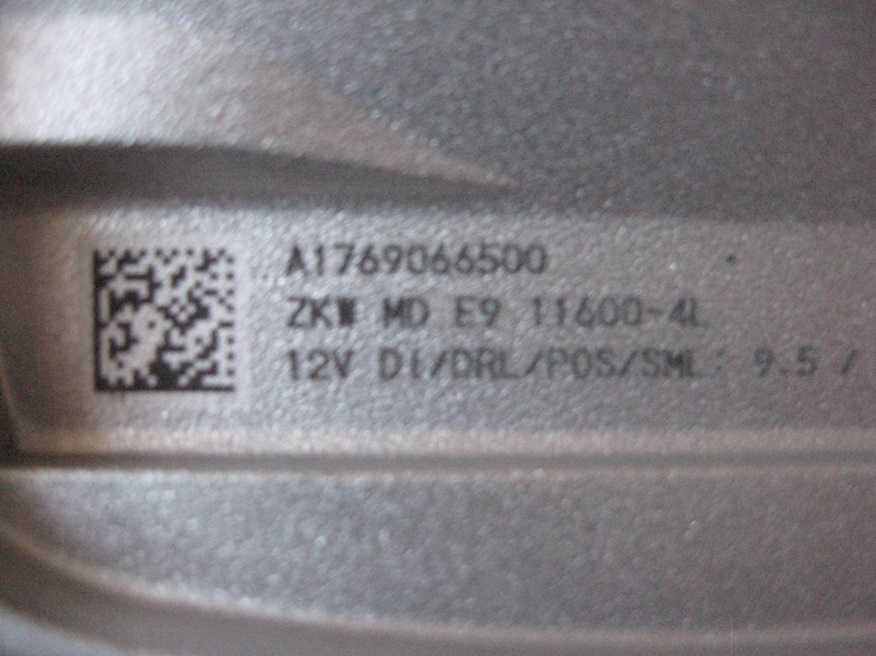 A1769066500
ZKW MD E9 11600-4L
12V DI/DRL/POS/SML: 9.5 /